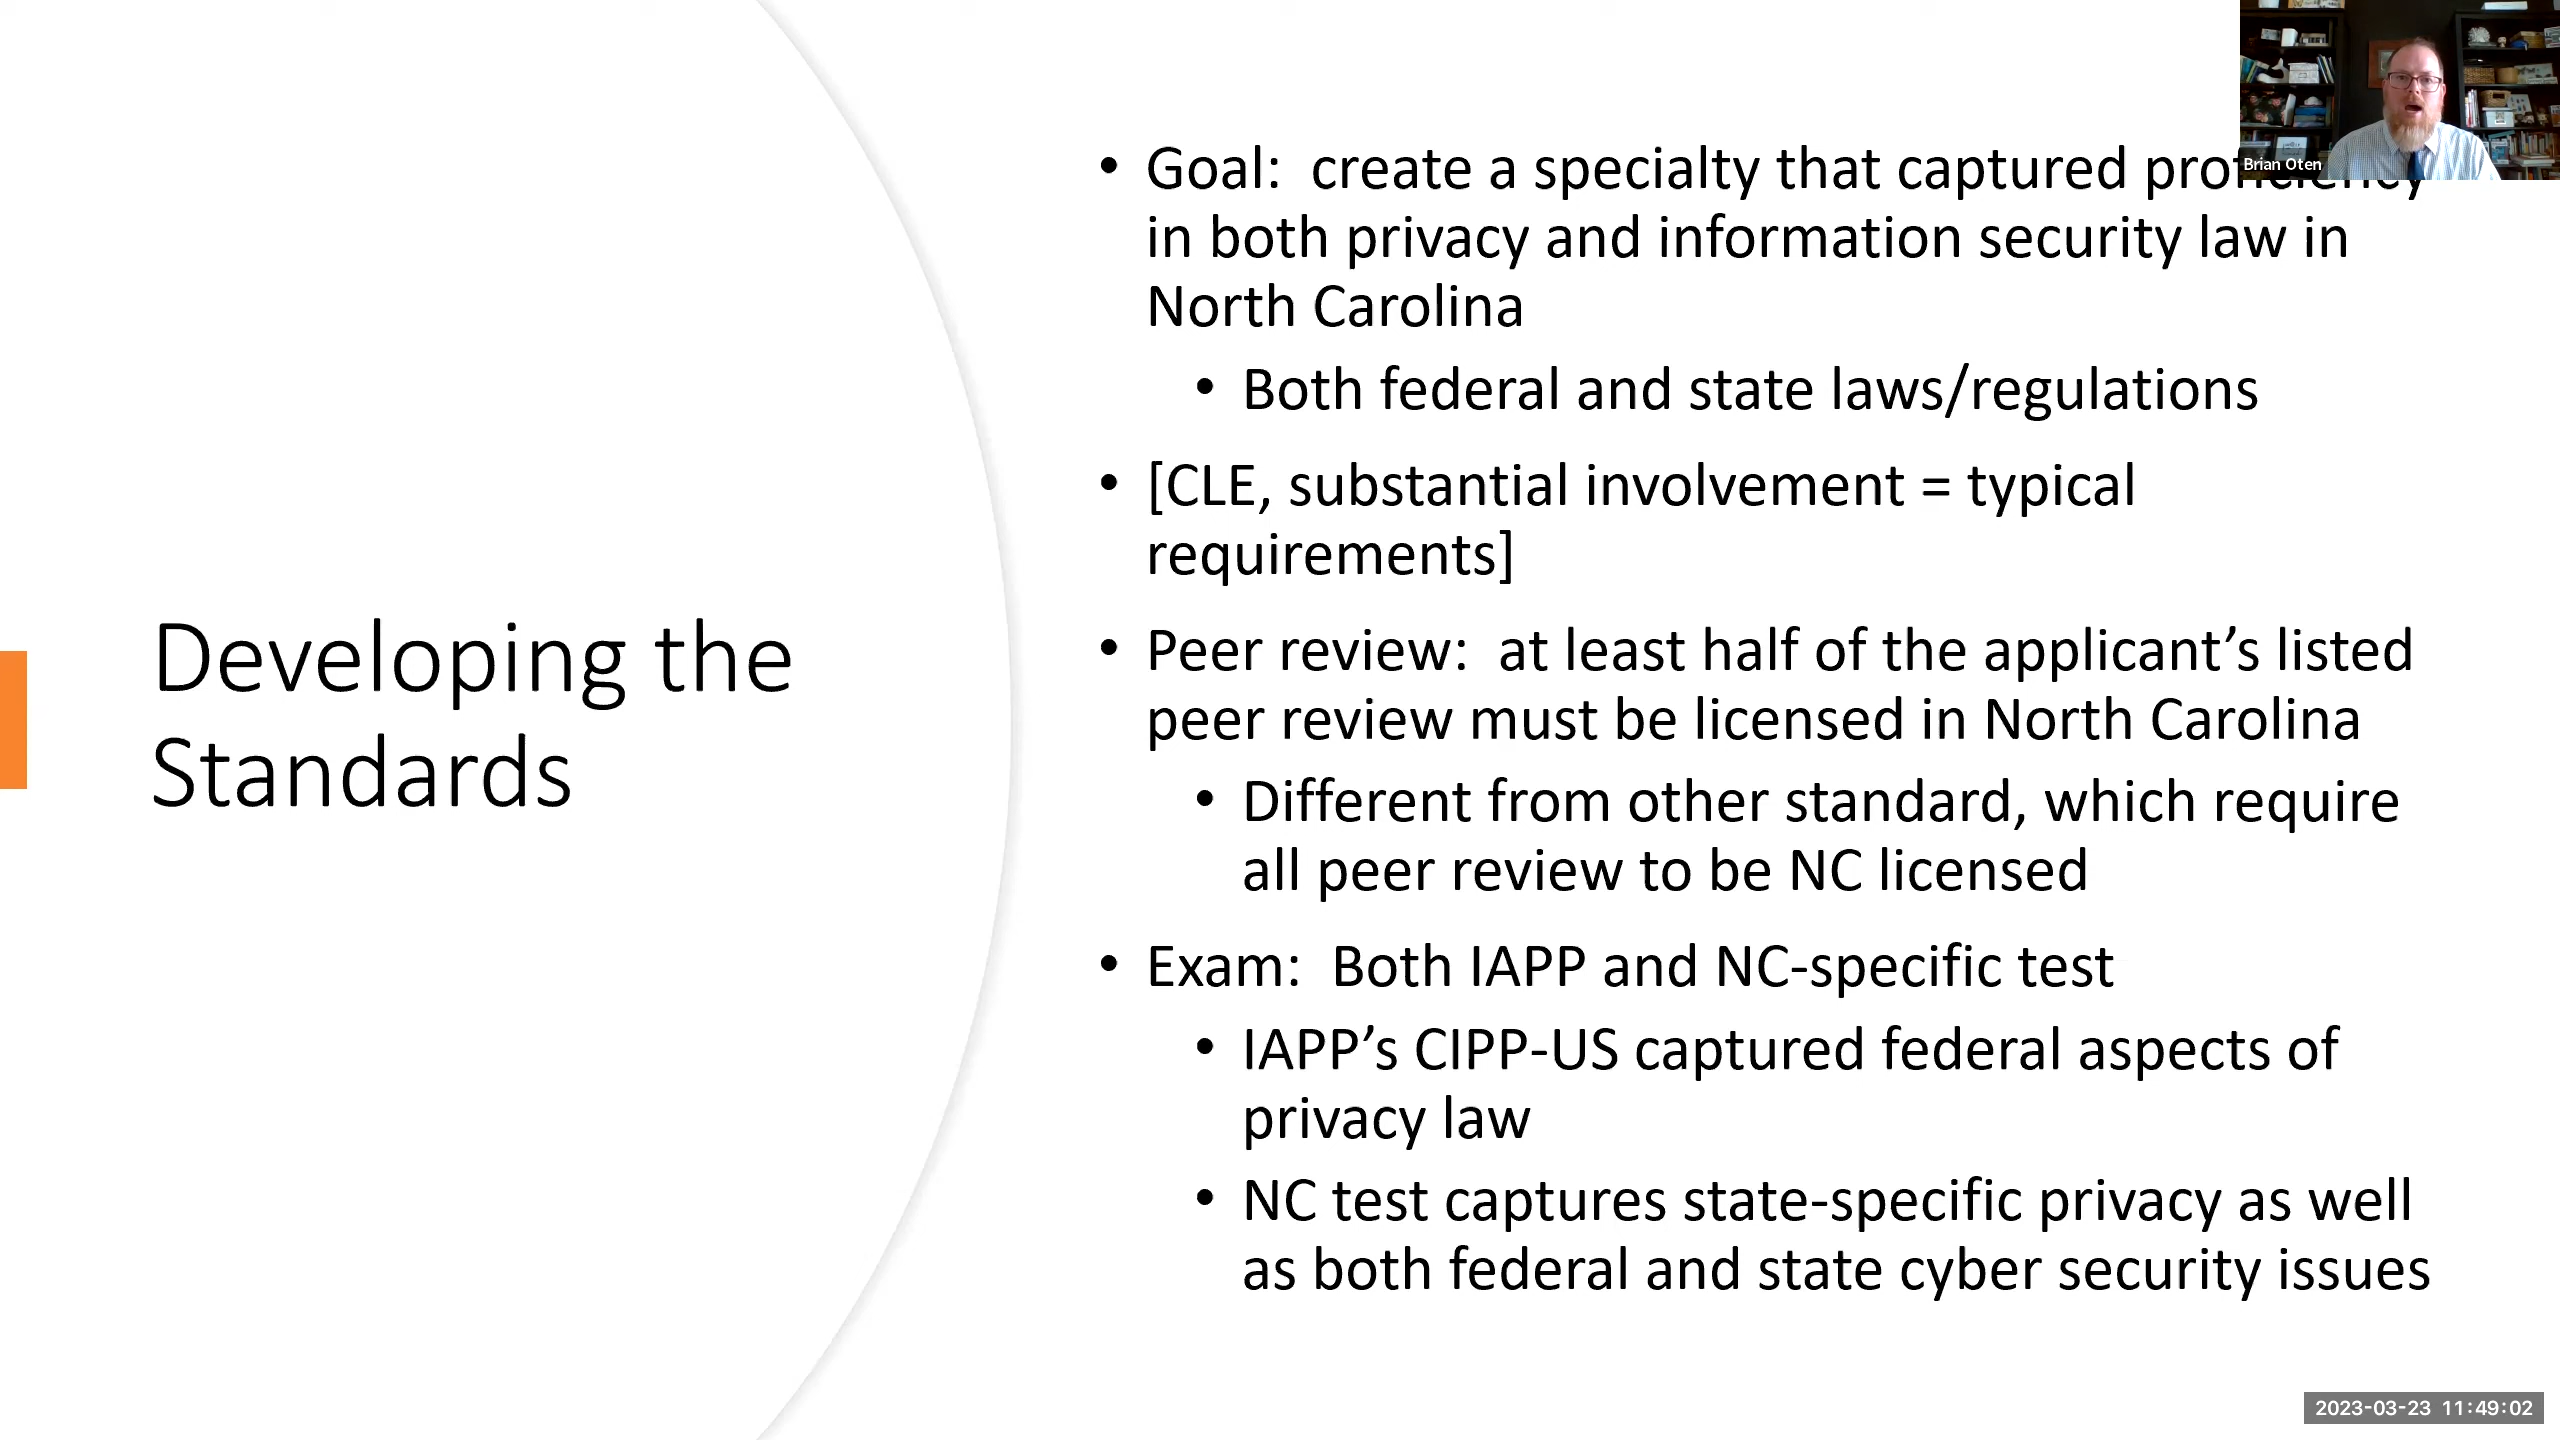 Brian Oten
Developing the
Standards
• Goal:  create a specialty that captured proficiency
in both privacy and information security law in
North Carolina
• Both federal and state laws/regulations
• [CLE, substantial involvement = typical
requirements]
• Peer review:  at least half of the applicant’s listed
peer review must be licensed in North Carolina
• Different from other standard, which require
all peer review to be NC licensed
• Exam:  Both IAPP and NC-specific test
• IAPP’s CIPP-US captured federal aspects of
privacy law
• NC test captures state-specific privacy as well
as both federal and state cyber security issues
2023-03-23 11:49:02